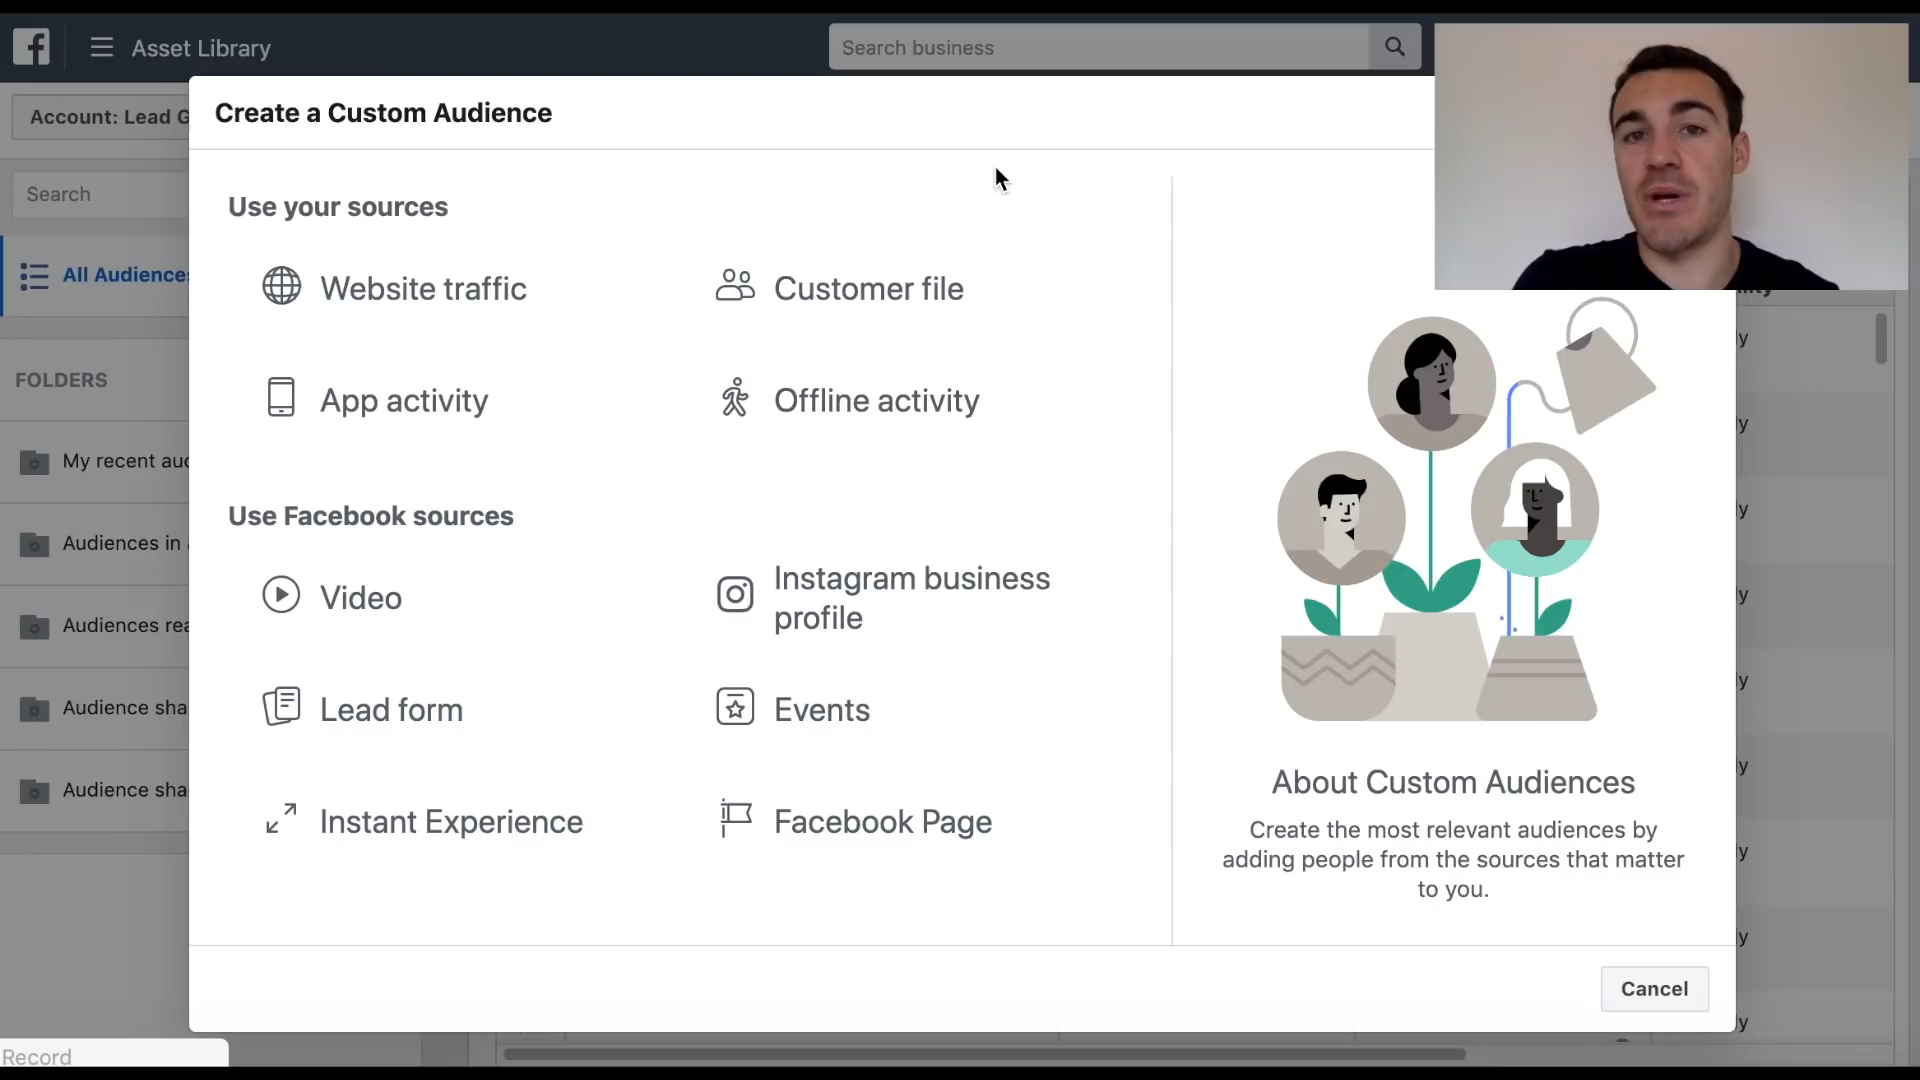 Asset Library
Search business
Account: Lead G
Create a Custom Audience
Search
Use your sources
All Audiences
Website traffic
Customer file
FOLDERS
App activity
Offline activity
My recent aud
Use Facebook sources
Audiences in
Video
Instagram business
profile
Audiences rea
Lead form
Events
Audience sha
Instant Experience
Facebook Page
Audience sha
About Custom Audiences
Create the most relevant audiences by
adding people from the sources that matter
to you.
Cancel
Record